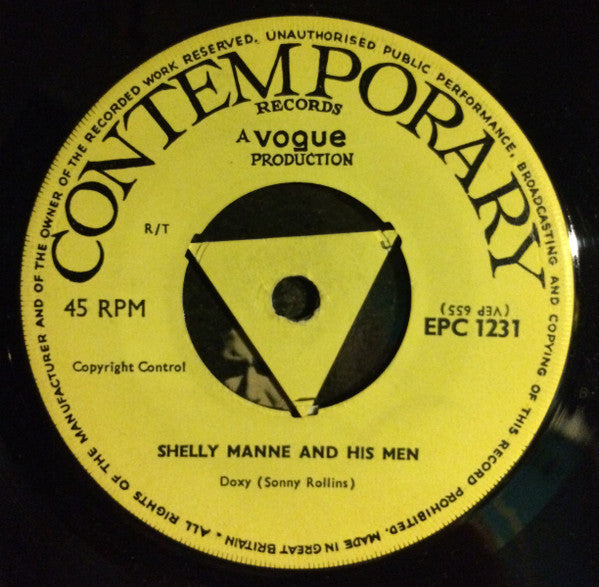 ALL RIGHTS OF THE MANUFACTURER AND OF THE OWNER OF THE RECORDED WORK RESERVED. UNAUTHORISED PUBLIC PERFORMANCE, BROADCASTING AND COPYING OF THIS RECORD PROHIBITED. MADE IN GREAT BRITAIN •
CONTEMPORARY
RECORDS
A vogue
PRODUCTION
R/T
45 RPM
(VEP 659)
EPC 1231
Copyright Control
SHELLY MANNE AND HIS MEN
Doxy (Sonny Rollins)